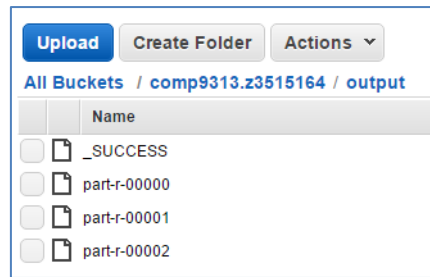 Upload Create Folder Actions
All Buckets / comp9313.z3515164 / output
Name
_SUCCESS
part-r-00000
part-r-00001
part-r-00002